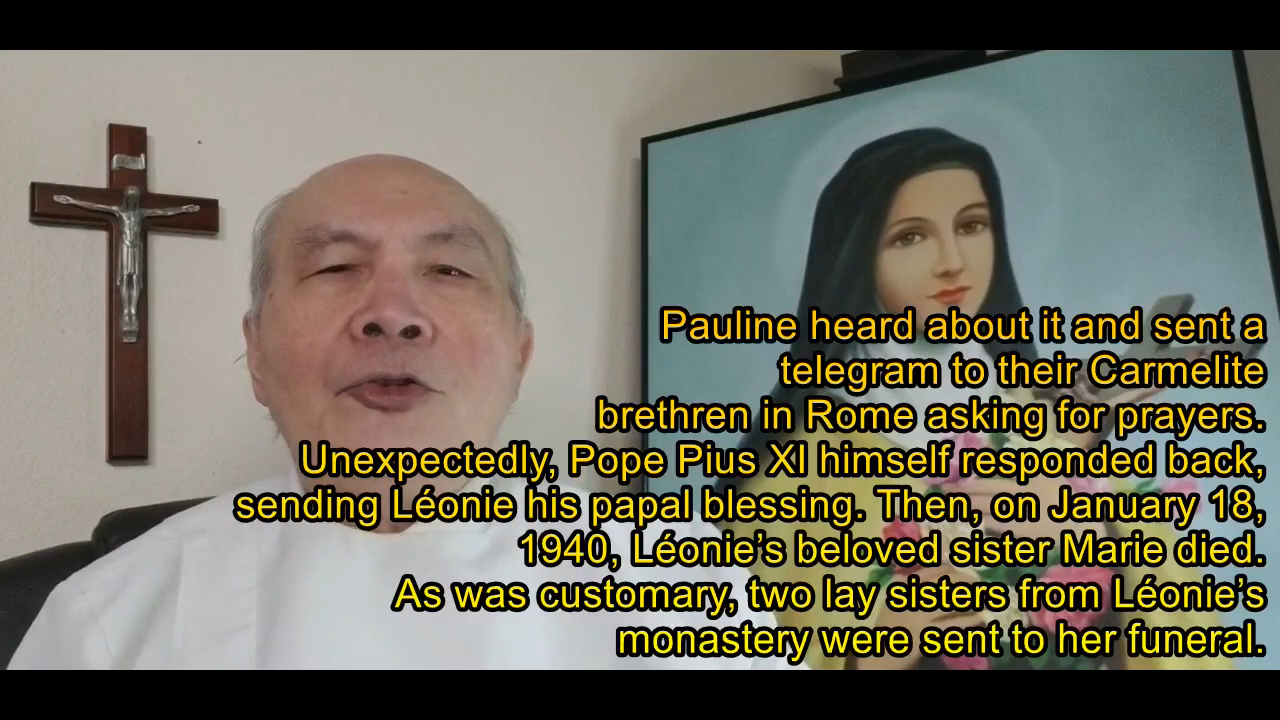 Pauline heard about it and sent a
telegram to their Carmelite
brethren in Rome asking for prayers.
Unexpectedly, Pope Pius XI himself responded back,
sending Léonie his papal blessing. Then, on January 18,
1940, Léonie’s beloved sister Marie died.
As was customary, two lay sisters from Léonie’s
monastery were sent to her funeral.